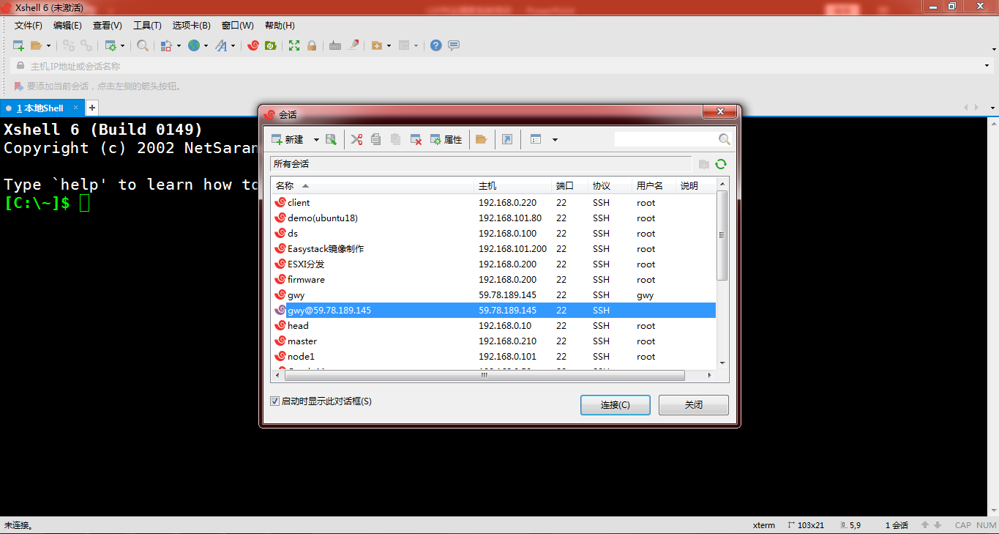 Xshell 6 (未激活)
文件(F) 编辑(E) 查看(V) 工具(T) 选项卡(B) 窗口(W) 帮助(H)
主机,IP地址或会话名称
要添加当前会话，点击左侧的箭头按钮。
1 本地Shell × +
Xshell 6 (Build 0149)
Copyright (c) 2002 NetSaran
Type `help' to learn how to
[C:\~]$
会话
新建 属性
所有会话
名称 主机 端口 协议 用户名 说明
client 192.168.0.220 22 SSH root
demo(ubuntu18) 192.168.101.80 22 SSH root
ds 192.168.0.100 22 SSH root
Easystack镜像制作 192.168.101.200 22 SSH root
ESXI分发 192.168.0.200 22 SSH root
firmware 192.168.0.200 22 SSH root
gwy 59.78.189.145 22 SSH gwy
gwy@59.78.189.145 59.78.189.145 22 SSH
head 192.168.0.10 22 SSH root
master 192.168.0.210 22 SSH root
node1 192.168.0.101 22 SSH root
启动时显示此对话框(S)
连接(C) 关闭
未连接。 xterm 103x21 5,9 1 会话 CAP NUM